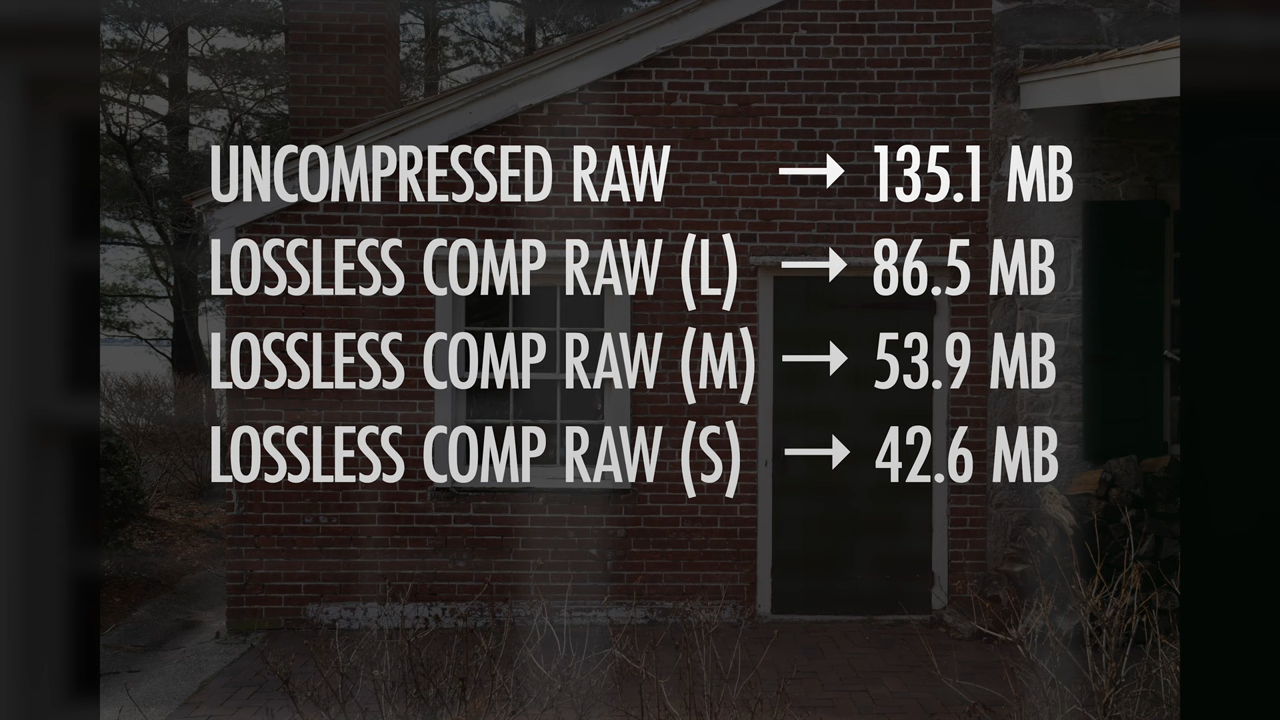 UNCOMPRESSED RAW → 135.1 MB
LOSSLESS COMP RAW (L) → 86.5 MB
LOSSLESS COMP RAW (M) → 53.9 MB
LOSSLESS COMP RAW (S) → 42.6 MB